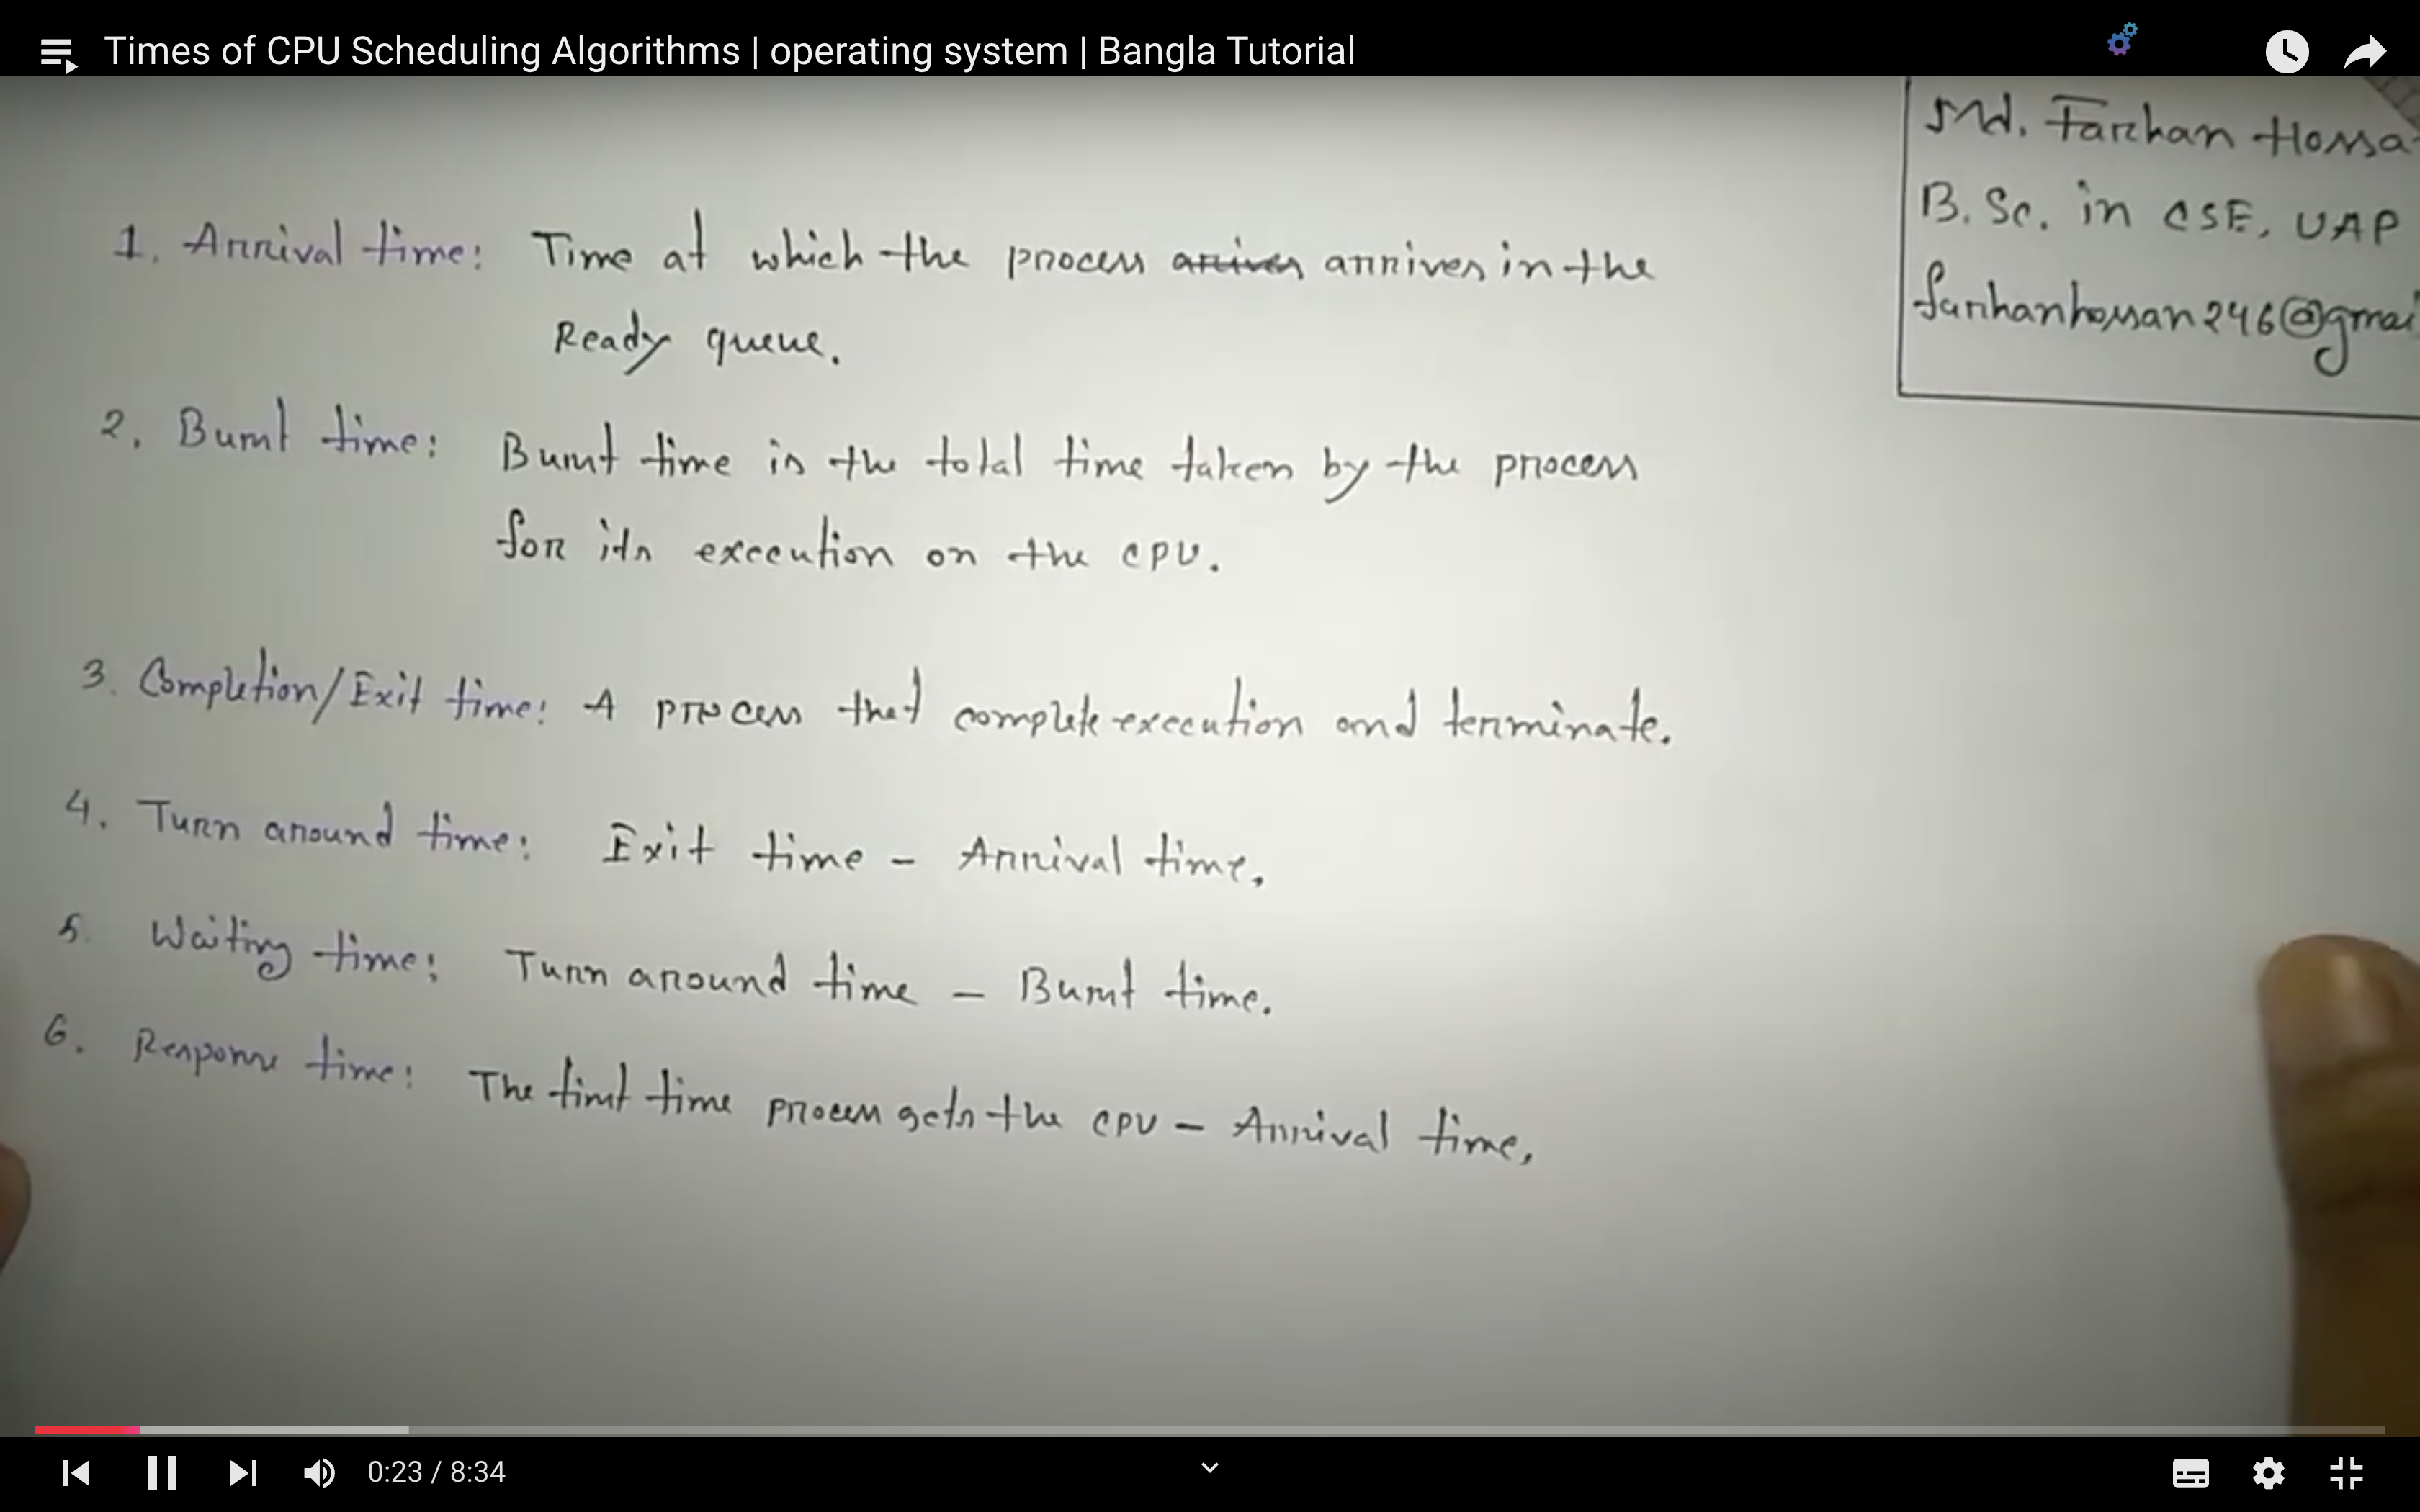 Times of CPU Scheduling Algorithms | operating system | Bangla Tutorial
Md. Farhan Hossa
B.Sc. in CSE, UAP
farhanhossan246@gmai
1. Arrival time: Time at which the process arives arrives in the
Ready queue.
2. Burst time: Burst time is the total time taken by the process
for its execution on the CPU.
3. Completion/Exit time: A process that complete execution and terminate.
4. Turn around time: Exit time - Arrival time.
5. Waiting time: Turn around time - Burst time.
6. Response time: The first time process gets the CPU - Arrival time,
0:23 / 8:34